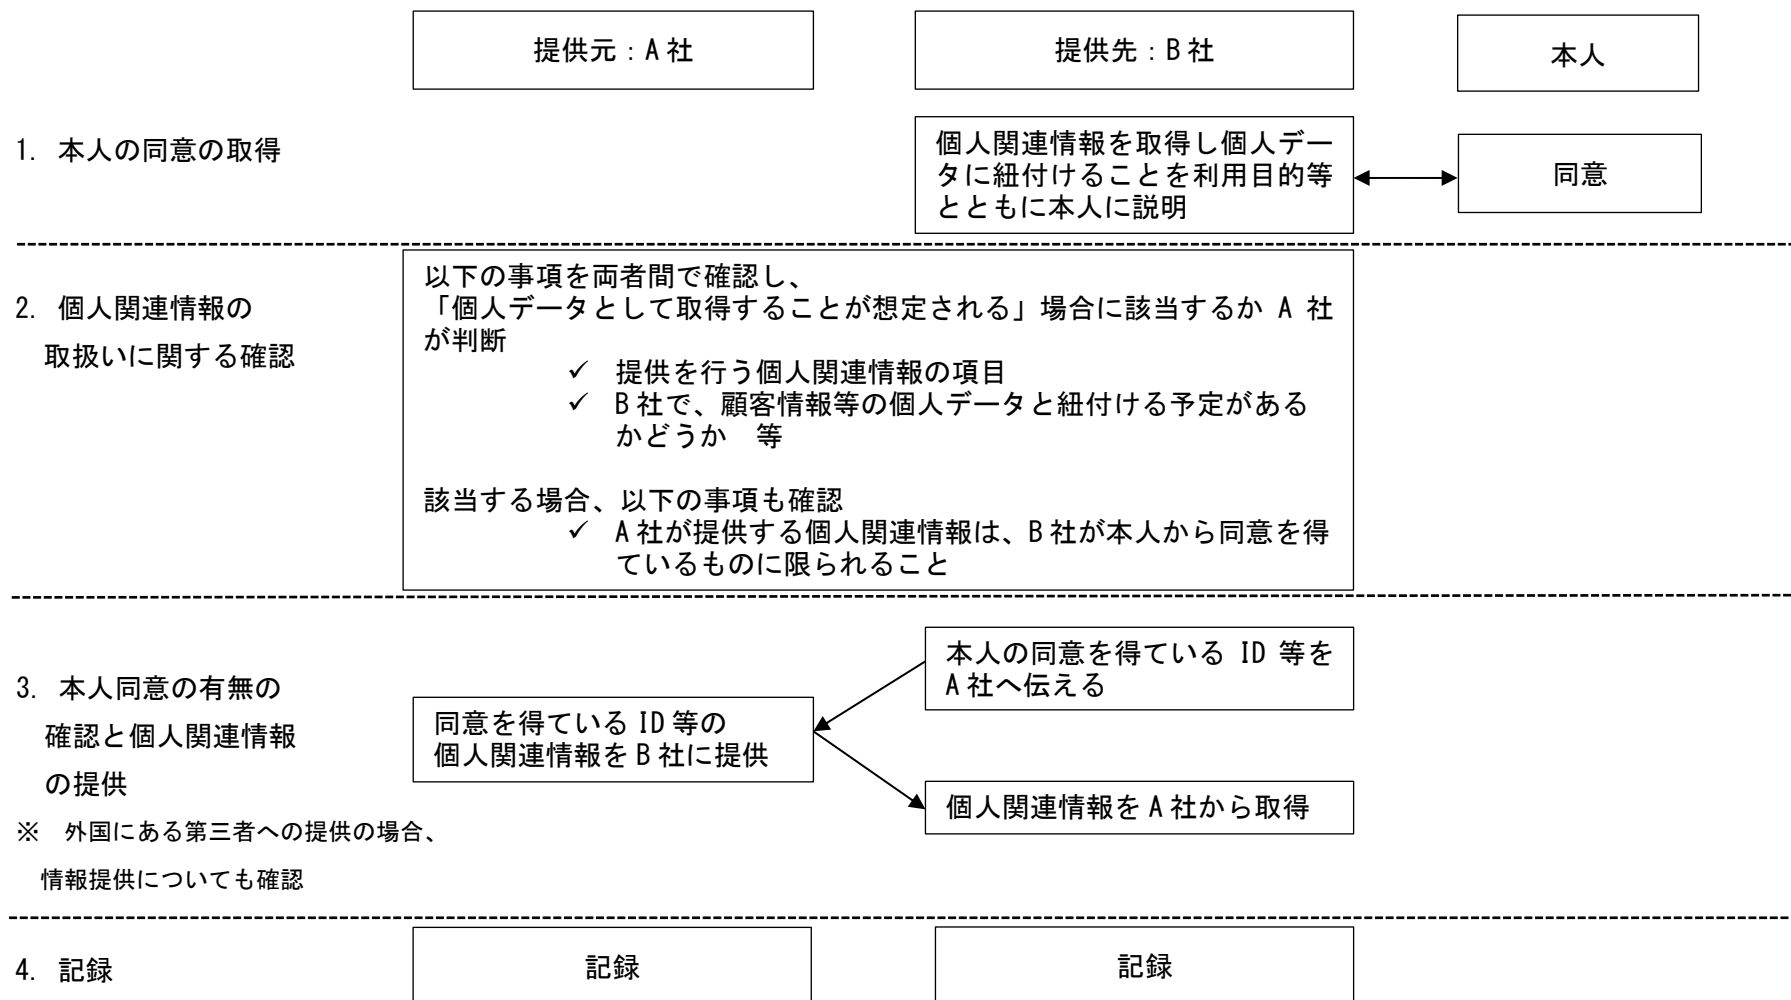 提供元：A社
提供先：B社
本人
1. 本人の同意の取得
個人関連情報を取得し個人デー
タに紐付けることを利用目的等
とともに本人に説明
同意
2. 個人関連情報の
取扱いに関する確認
以下の事項を両者間で確認し、
「個人データとして取得することが想定される」場合に該当するか A 社
が判断
✓ 提供を行う個人関連情報の項目
✓ B社で、顧客情報等の個人データと紐付ける予定がある
かどうか 等
該当する場合、以下の事項も確認
✓ A社が提供する個人関連情報は、B社が本人から同意を得
ているものに限られること
3. 本人同意の有無の
確認と個人関連情報
の提供
※ 外国にある第三者への提供の場合、
情報提供についても確認
本人の同意を得ている ID 等を
A社へ伝える
同意を得ている ID 等の
個人関連情報を B 社に提供
個人関連情報を A 社から取得
4. 記録
記録
記録